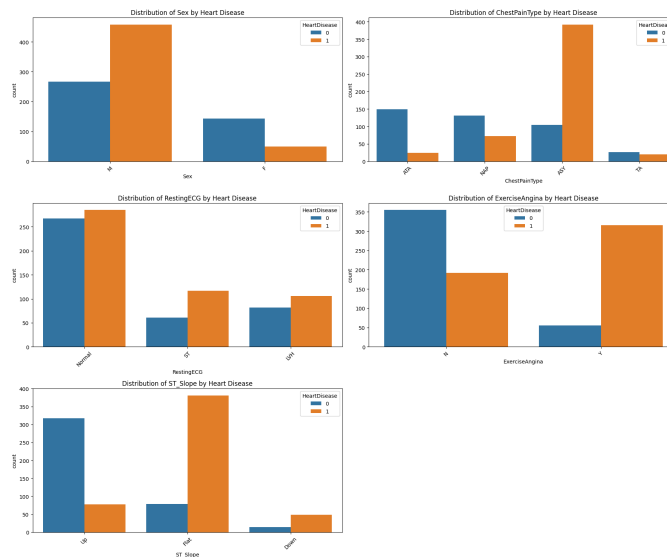 Distribution of Sex by Heart Disease
HeartDisease
0
1
400
300
200
100
0
count
M
F
Sex
Distribution of ChestPainType by Heart Disease
HeartDisease
0
1
400
350
300
250
200
150
100
50
0
count
ATA
NAP
ASY
TA
ChestPainType
Distribution of RestingECG by Heart Disease
HeartDisease
0
1
250
200
150
100
50
0
count
Normal
ST
LVH
RestingECG
Distribution of ExerciseAngina by Heart Disease
HeartDisease
0
1
350
300
250
200
150
100
50
0
count
N
Y
ExerciseAngina
Distribution of ST_Slope by Heart Disease
HeartDisease
0
1
400
350
300
250
200
150
100
50
0
count
Up
Flat
Down
ST_Slope